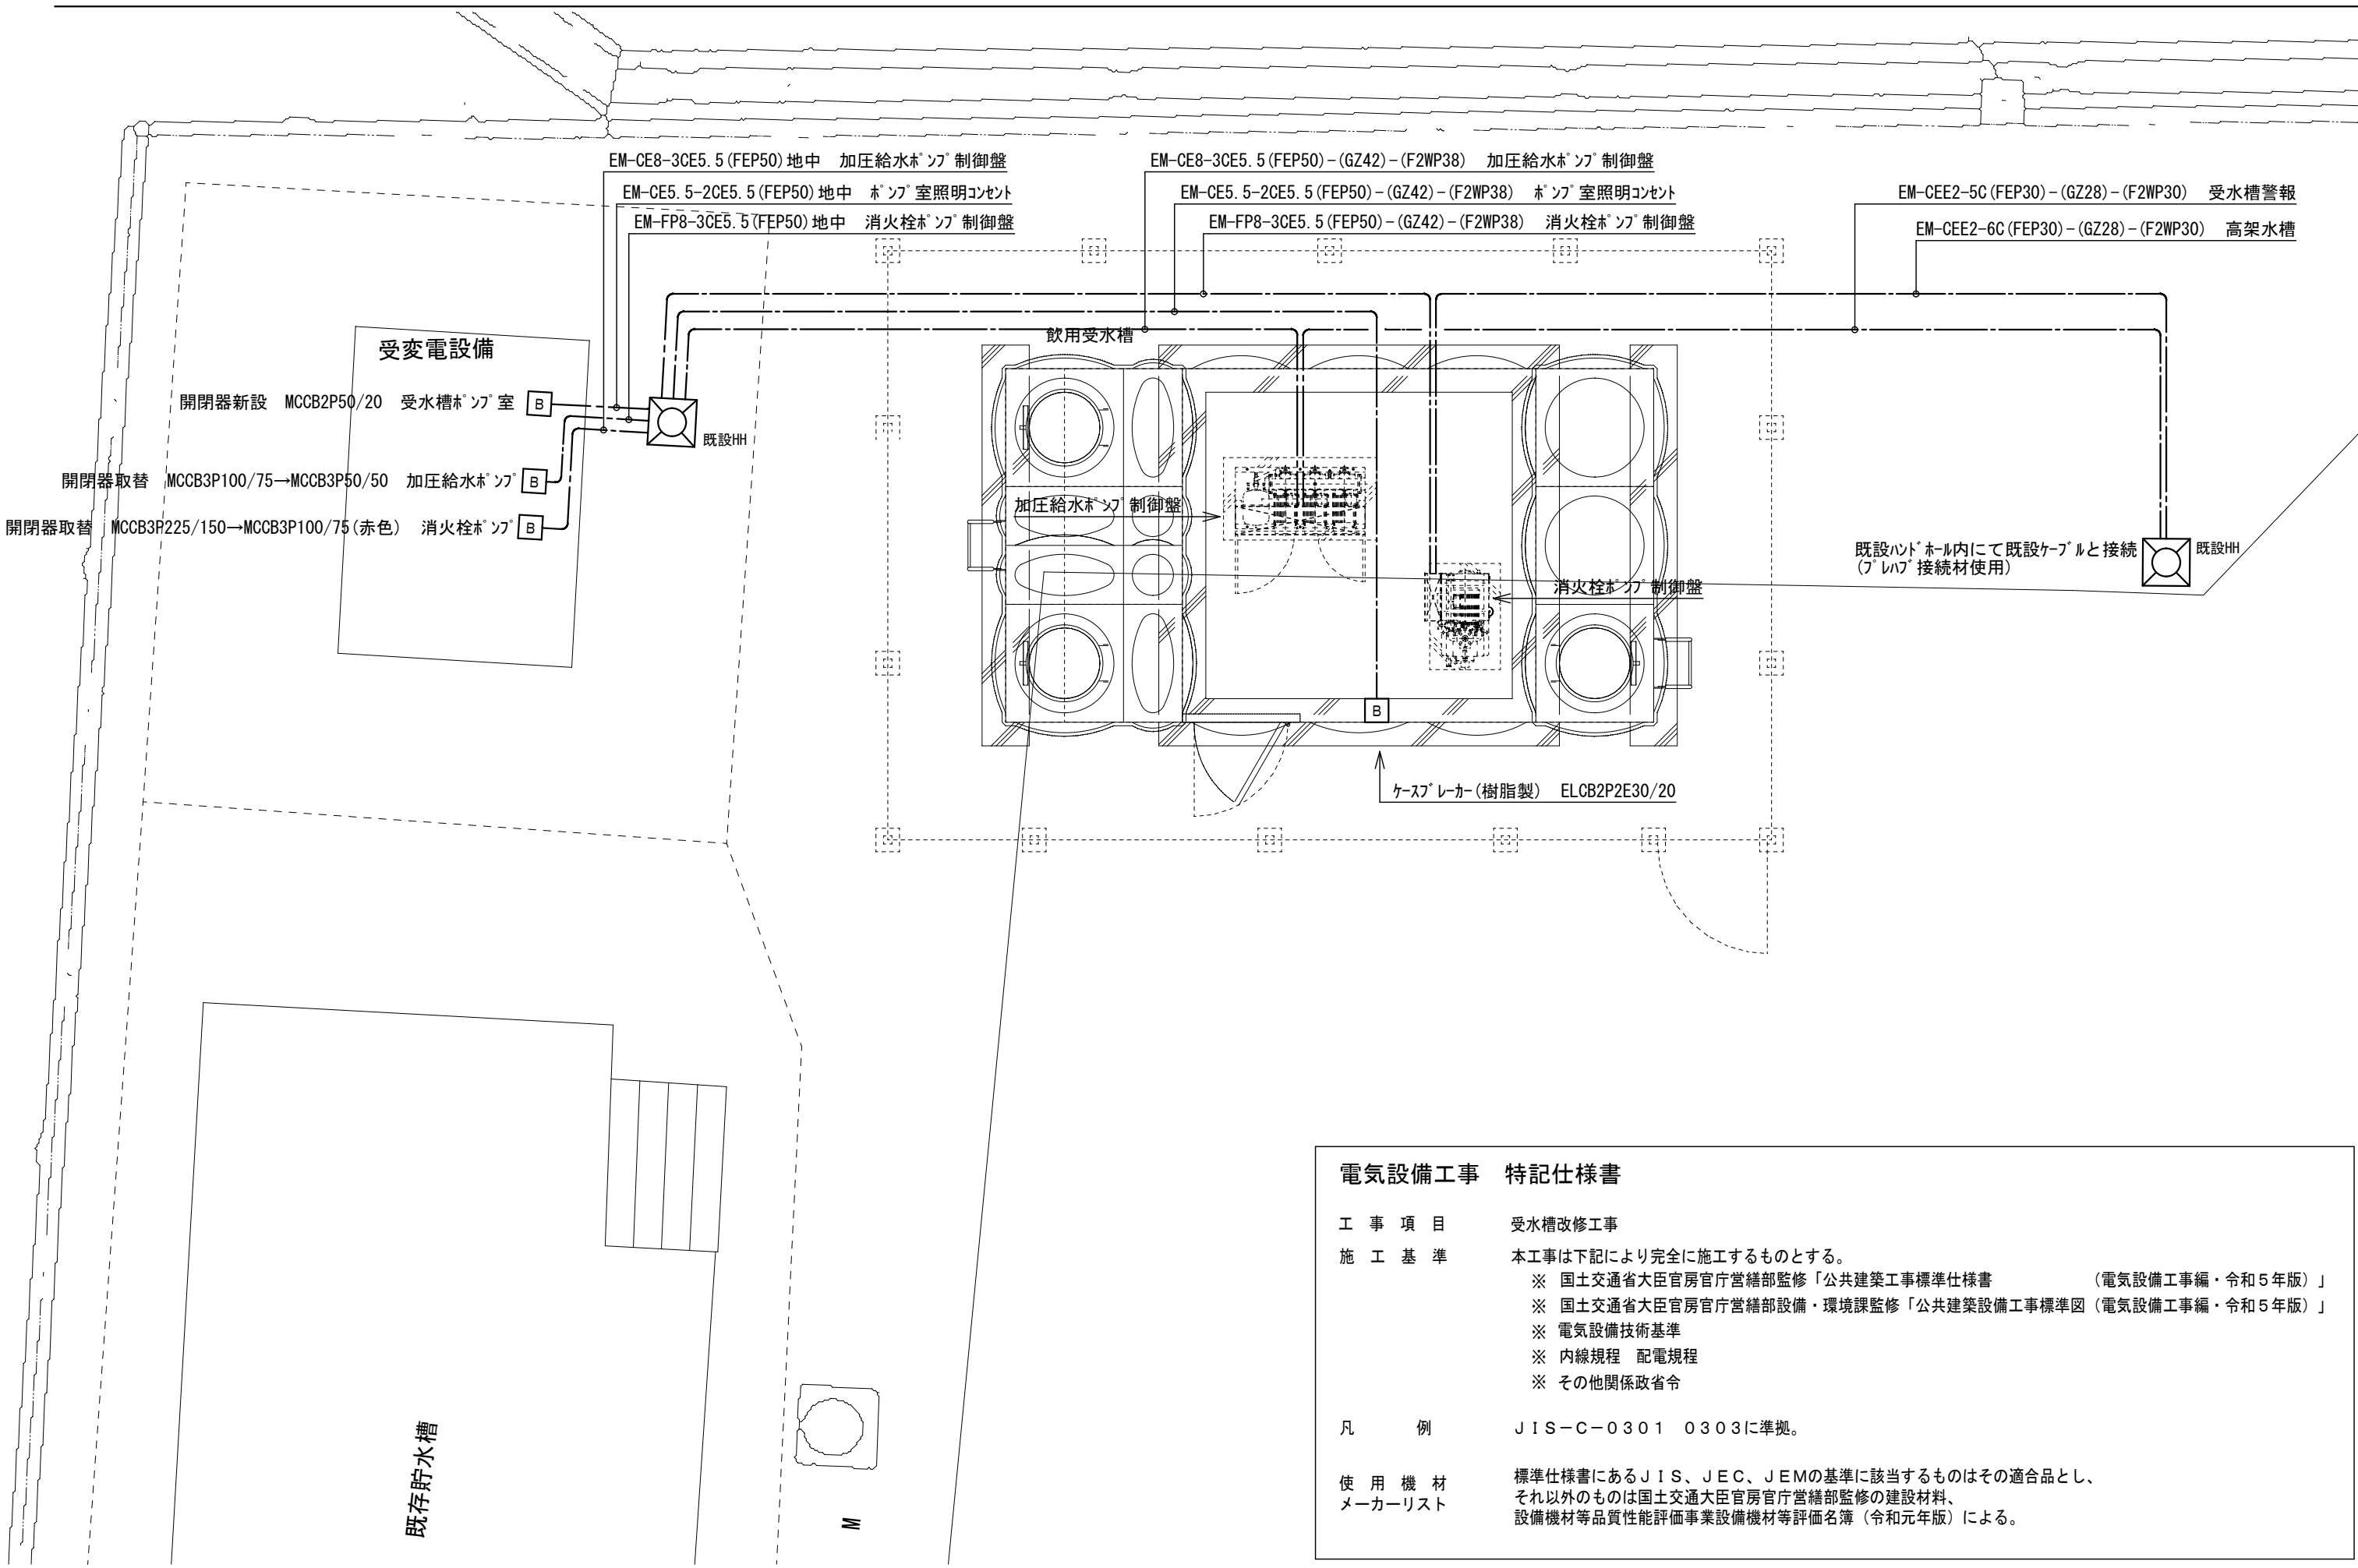 EM-CE8-3CE5.5(FEP50)地中　加圧給水ﾎﾟﾝﾌﾟ制御盤
EM-CE5.5-2CE5.5(FEP50)地中　ﾎﾟﾝﾌﾟ室照明ｺﾝｾﾝﾄ
EM-FP8-3CE5.5(FEP50)地中　消火栓ﾎﾟﾝﾌﾟ制御盤
EM-CE8-3CE5.5(FEP50)-(GZ42)-(F2WP38)　加圧給水ﾎﾟﾝﾌﾟ制御盤
EM-CE5.5-2CE5.5(FEP50)-(GZ42)-(F2WP38)　ﾎﾟﾝﾌﾟ室照明ｺﾝｾﾝﾄ
EM-FP8-3CE5.5(FEP50)-(GZ42)-(F2WP38)　消火栓ﾎﾟﾝﾌﾟ制御盤
EM-CEE2-5C(FEP30)-(GZ28)-(F2WP30)　受水槽警報
EM-CEE2-6C(FEP30)-(GZ28)-(F2WP30)　高架水槽
飲用受水槽
受変電設備
開閉器新設　MCCB2P50/20　受水槽ﾎﾟﾝﾌﾟ室
B
既設HH
開閉器取替　MCCB3P100/75→MCCB3P50/50　加圧給水ﾎﾟﾝﾌﾟ
B
開閉器取替　MCCB3P225/150→MCCB3P100/75(赤色)　消火栓ﾎﾟﾝﾌﾟ
B
加圧給水ﾎﾟﾝﾌﾟ制御盤
消火栓ﾎﾟﾝﾌﾟ制御盤
既設ﾊﾝﾄﾞﾎｰﾙ内にて既設ｹｰﾌﾞﾙと接続
(ﾌﾟﾚﾊﾌﾞ接続材使用)
既設HH
B
ｹｰｽﾌﾞﾚｰｶｰ(樹脂製)　ELCB2P2E30/20
既存貯水槽
M
電気設備工事　特記仕様書
工　事　項　目　受水槽改修工事
施　工　基　準　本工事は下記により完全に施工するものとする。
※　国土交通省大臣官房官庁営繕部監修「公共建築工事標準仕様書　（電気設備工事編・令和５年版）」
※　国土交通省大臣官房官庁営繕部設備・環境課監修「公共建築設備工事標準図（電気設備工事編・令和５年版）」
※　電気設備技術基準
※　内線規程　配電規程
※　その他関係政省令
凡　　例　ＪＩＳ－Ｃ－０３０１　０３０３に準拠。
使　用　機　材　標準仕様書にあるＪＩＳ、ＪＥＣ、ＪＥＭの基準に該当するものはその適合品とし、
メーカーリスト　それ以外のものは国土交通大臣官房官庁営繕部監修の建設材料、
設備機材等品質性能評価事業設備機材等評価名簿（令和元年版）による。